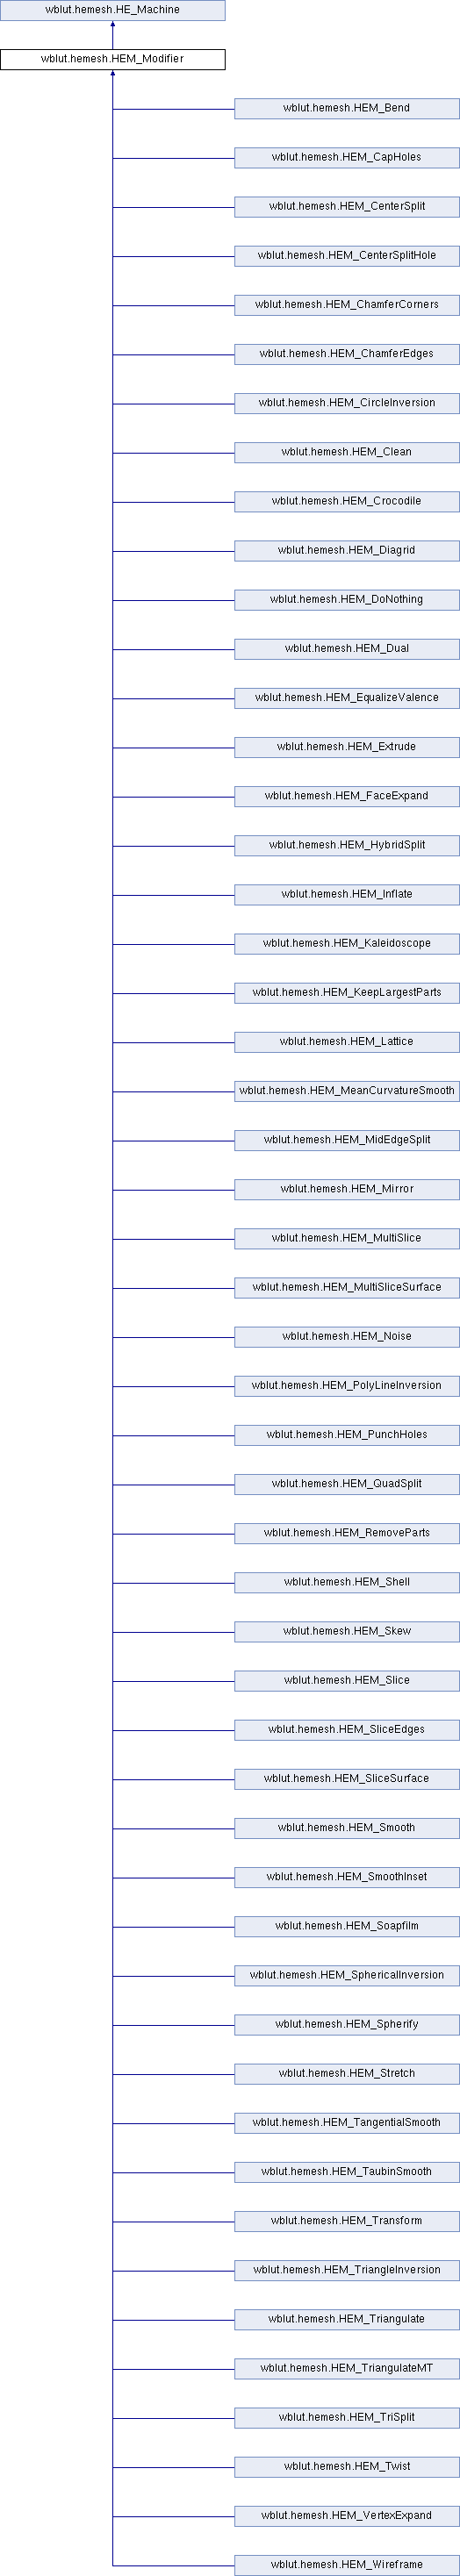 wblut.hemesh.HE_Machine
wblut.hemesh.HEM_Modifier
wblut.hemesh.HEM_Bend
wblut.hemesh.HEM_CapHoles
wblut.hemesh.HEM_CenterSplit
wblut.hemesh.HEM_CenterSplitHole
wblut.hemesh.HEM_ChamferCorners
wblut.hemesh.HEM_ChamferEdges
wblut.hemesh.HEM_CircleInversion
wblut.hemesh.HEM_Clean
wblut.hemesh.HEM_Crocodile
wblut.hemesh.HEM_Diagrid
wblut.hemesh.HEM_DoNothing
wblut.hemesh.HEM_Dual
wblut.hemesh.HEM_EqualizeValence
wblut.hemesh.HEM_Extrude
wblut.hemesh.HEM_FaceExpand
wblut.hemesh.HEM_HybridSplit
wblut.hemesh.HEM_Inflate
wblut.hemesh.HEM_Kaleidoscope
wblut.hemesh.HEM_KeepLargestParts
wblut.hemesh.HEM_Lattice
wblut.hemesh.HEM_MeanCurvatureSmooth
wblut.hemesh.HEM_MidEdgeSplit
wblut.hemesh.HEM_Mirror
wblut.hemesh.HEM_MultiSlice
wblut.hemesh.HEM_MultiSliceSurface
wblut.hemesh.HEM_Noise
wblut.hemesh.HEM_PolyLineInversion
wblut.hemesh.HEM_PunchHoles
wblut.hemesh.HEM_QuadSplit
wblut.hemesh.HEM_RemoveParts
wblut.hemesh.HEM_Shell
wblut.hemesh.HEM_Skew
wblut.hemesh.HEM_Slice
wblut.hemesh.HEM_SliceEdges
wblut.hemesh.HEM_SliceSurface
wblut.hemesh.HEM_Smooth
wblut.hemesh.HEM_SmoothInset
wblut.hemesh.HEM_Soapfilm
wblut.hemesh.HEM_SphericalInversion
wblut.hemesh.HEM_Spherify
wblut.hemesh.HEM_Stretch
wblut.hemesh.HEM_TangentialSmooth
wblut.hemesh.HEM_TaubinSmooth
wblut.hemesh.HEM_Transform
wblut.hemesh.HEM_TriangleInversion
wblut.hemesh.HEM_Triangulate
wblut.hemesh.HEM_TriangulateMT
wblut.hemesh.HEM_TriSplit
wblut.hemesh.HEM_Twist
wblut.hemesh.HEM_VertexExpand
wblut.hemesh.HEM_Wireframe